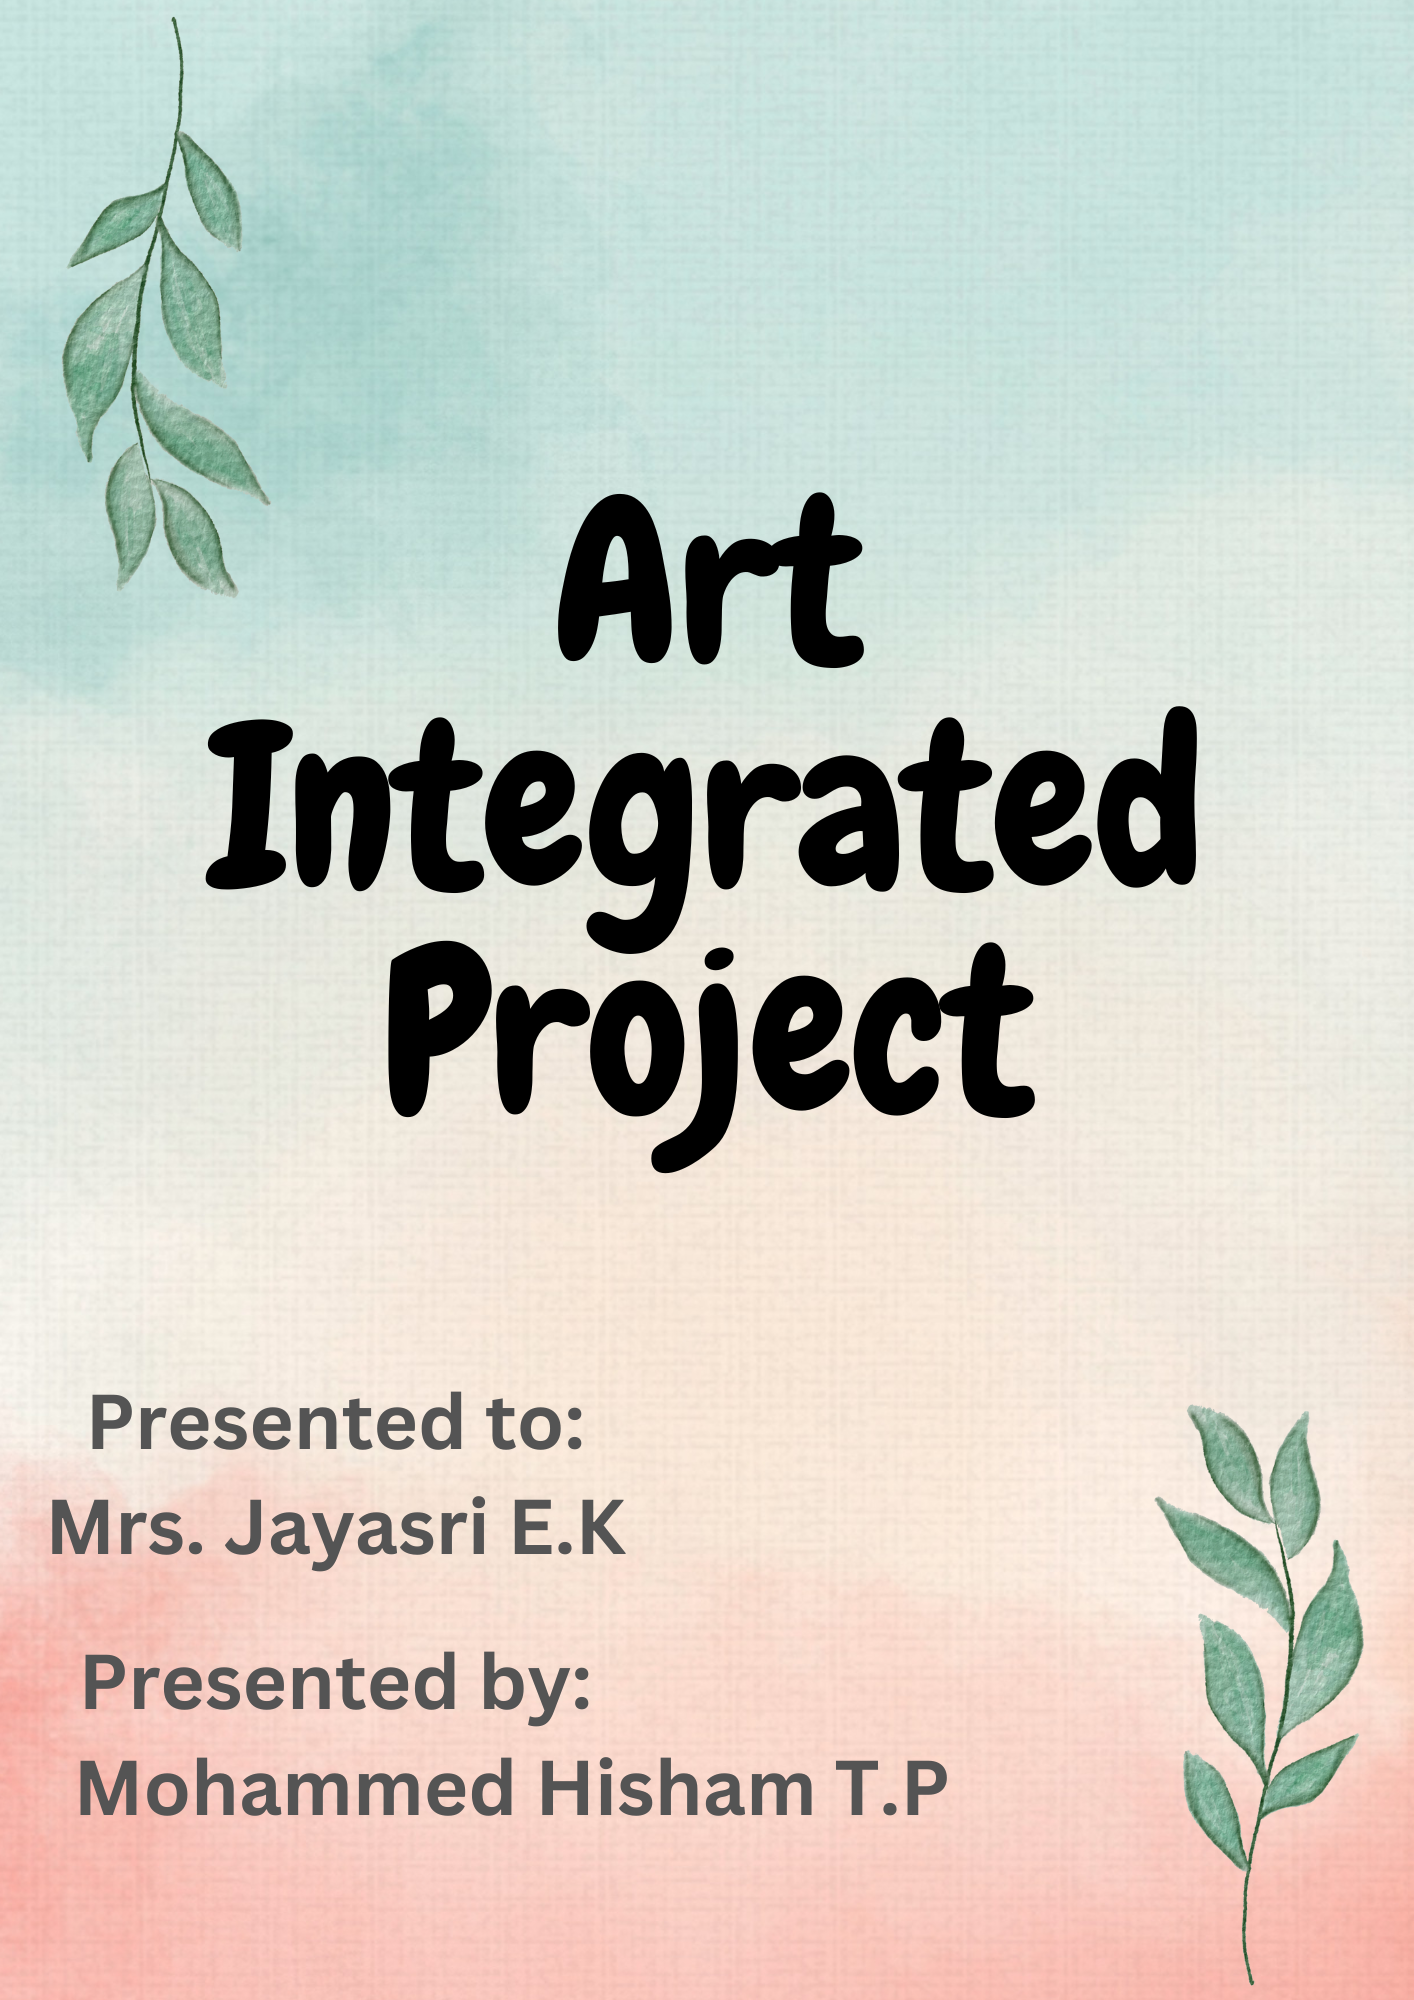 Art
Integrated
Project
Presented to:
Mrs. Jayasri E.K
Presented by:
Mohammed Hisham T.P